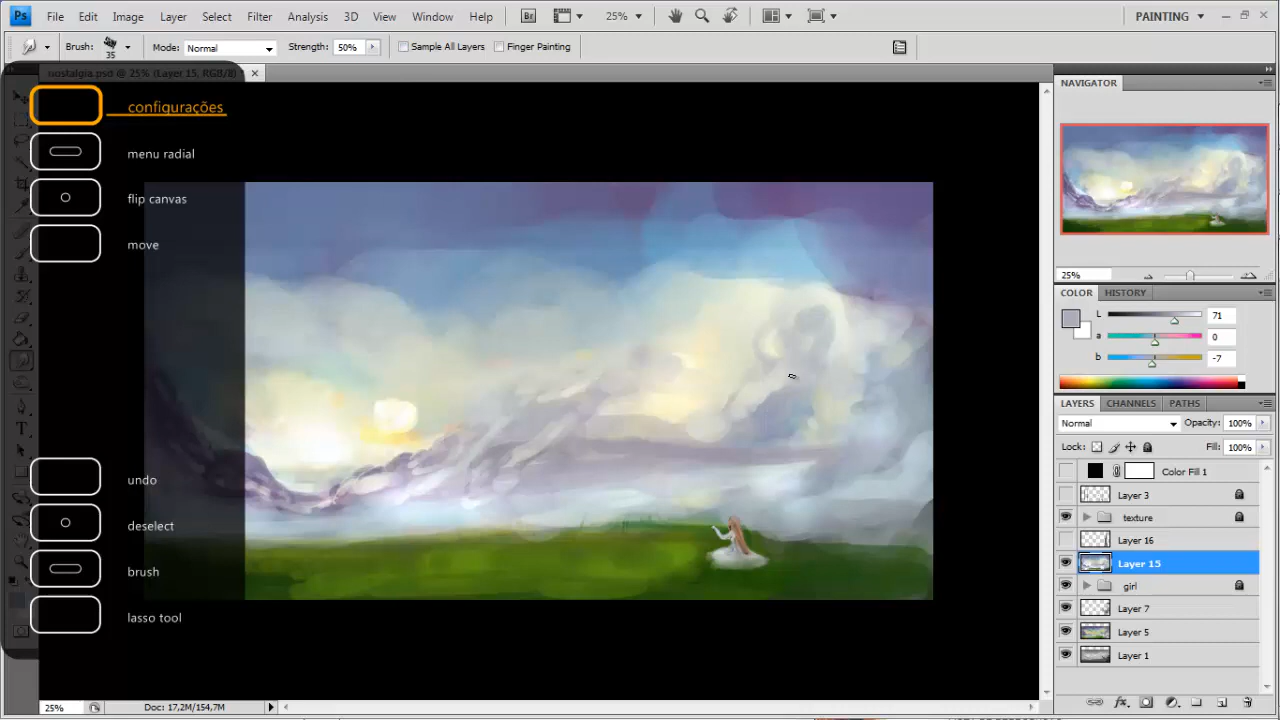 Ps File Edit Image Layer Select Filter Analysis 3D View Window Help Br 25% PAINTING
Brush: 35 Mode: Normal Strength: 50% Sample All Layers Finger Painting
nostalgia.psd @ 25% (Layer 15, RGB/8) *
configurações
menu radial
flip canvas
move
undo
deselect
brush
lasso tool
25% Doc: 17,2M/154,7M
NAVIGATOR
25%
COLOR HISTORY
L 71
a 0
b -7
LAYERS CHANNELS PATHS
Normal Opacity: 100%
Lock: Fill: 100%
Color Fill 1
Layer 3
texture
Layer 16
Layer 15
girl
Layer 7
Layer 5
Layer 1